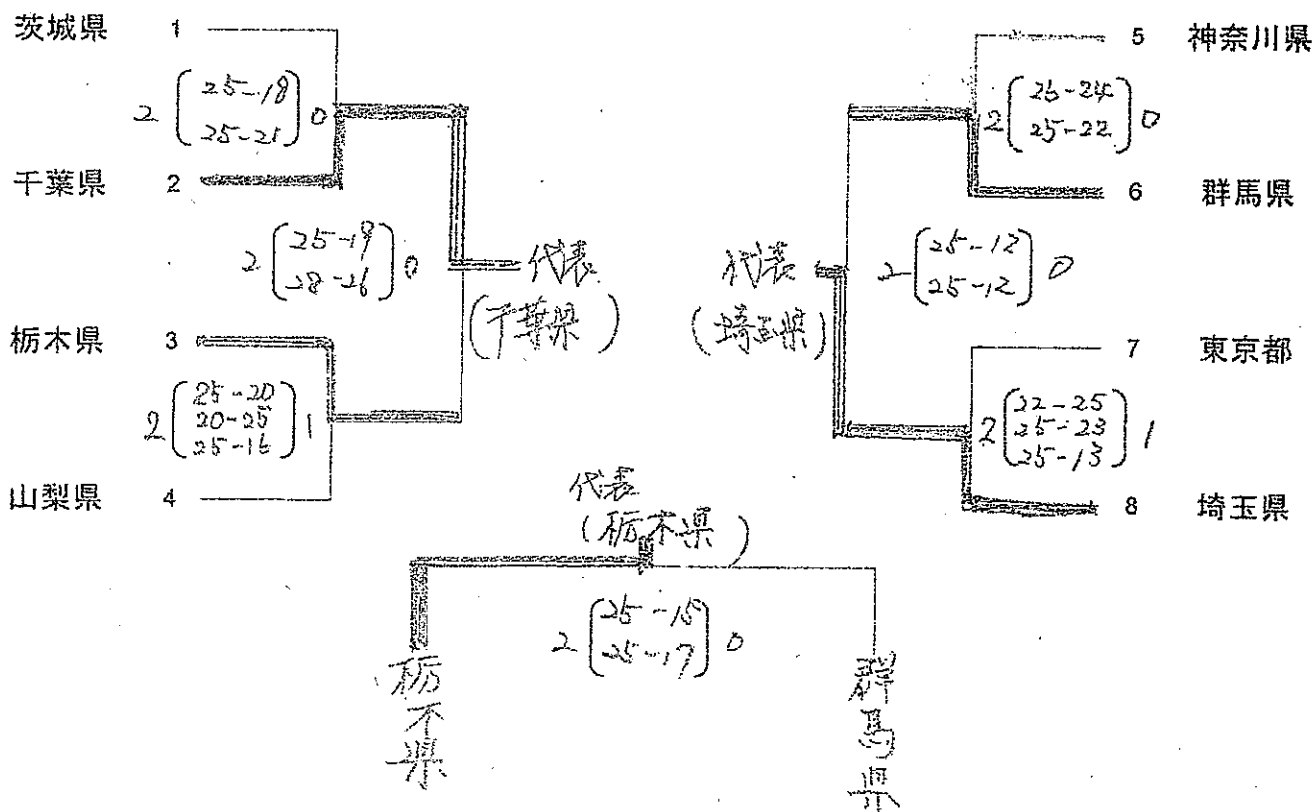 茨城県 1
2 25-18 0
25-21
千葉県 2
2 25-19 0
28-26
代表
(千葉県)
栃木県 3
2 25-20 1
20-25
25-16
山梨県 4
5 神奈川県
2 26-24 0
25-22
6 群馬県
2 25-12 0
25-12
代表
(埼玉県)
7 東京都
2 22-25 1
25-23
25-13
8 埼玉県
代表
(栃木県)
2 25-15 0
25-17
栃木県
群馬県